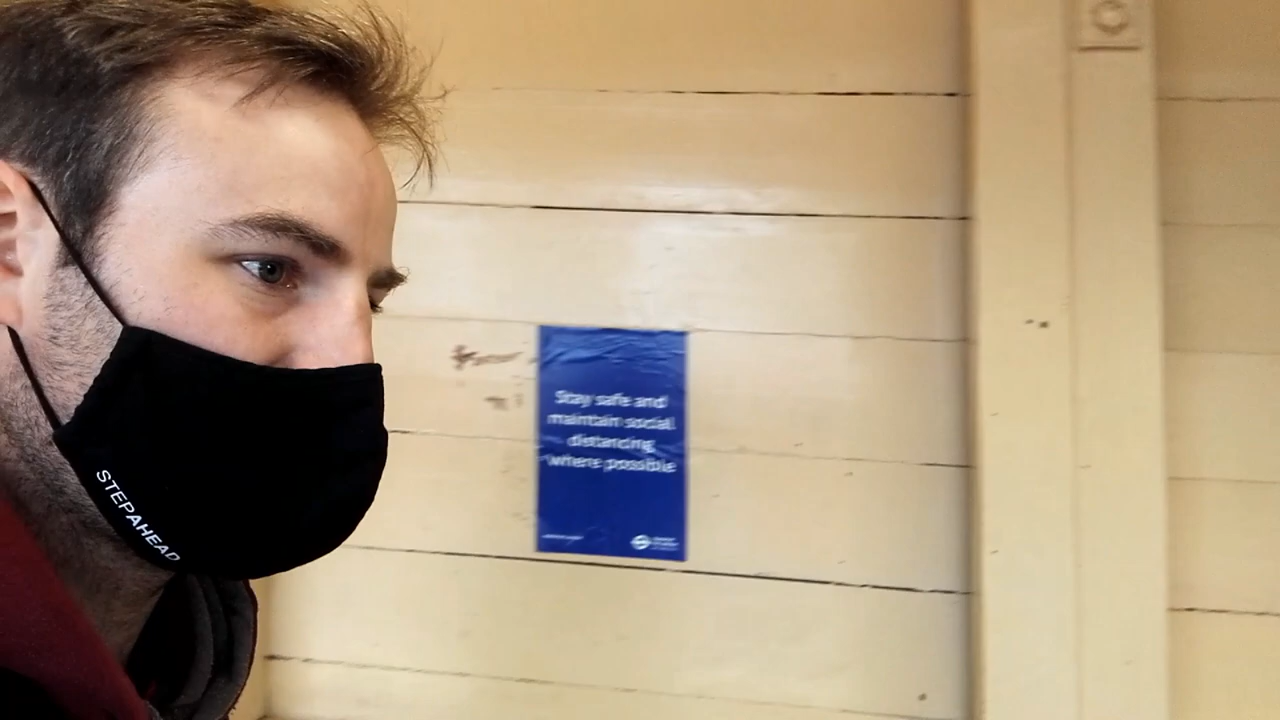 STEPAHEAD
Stay safe and
maintain social
distancing
where possible